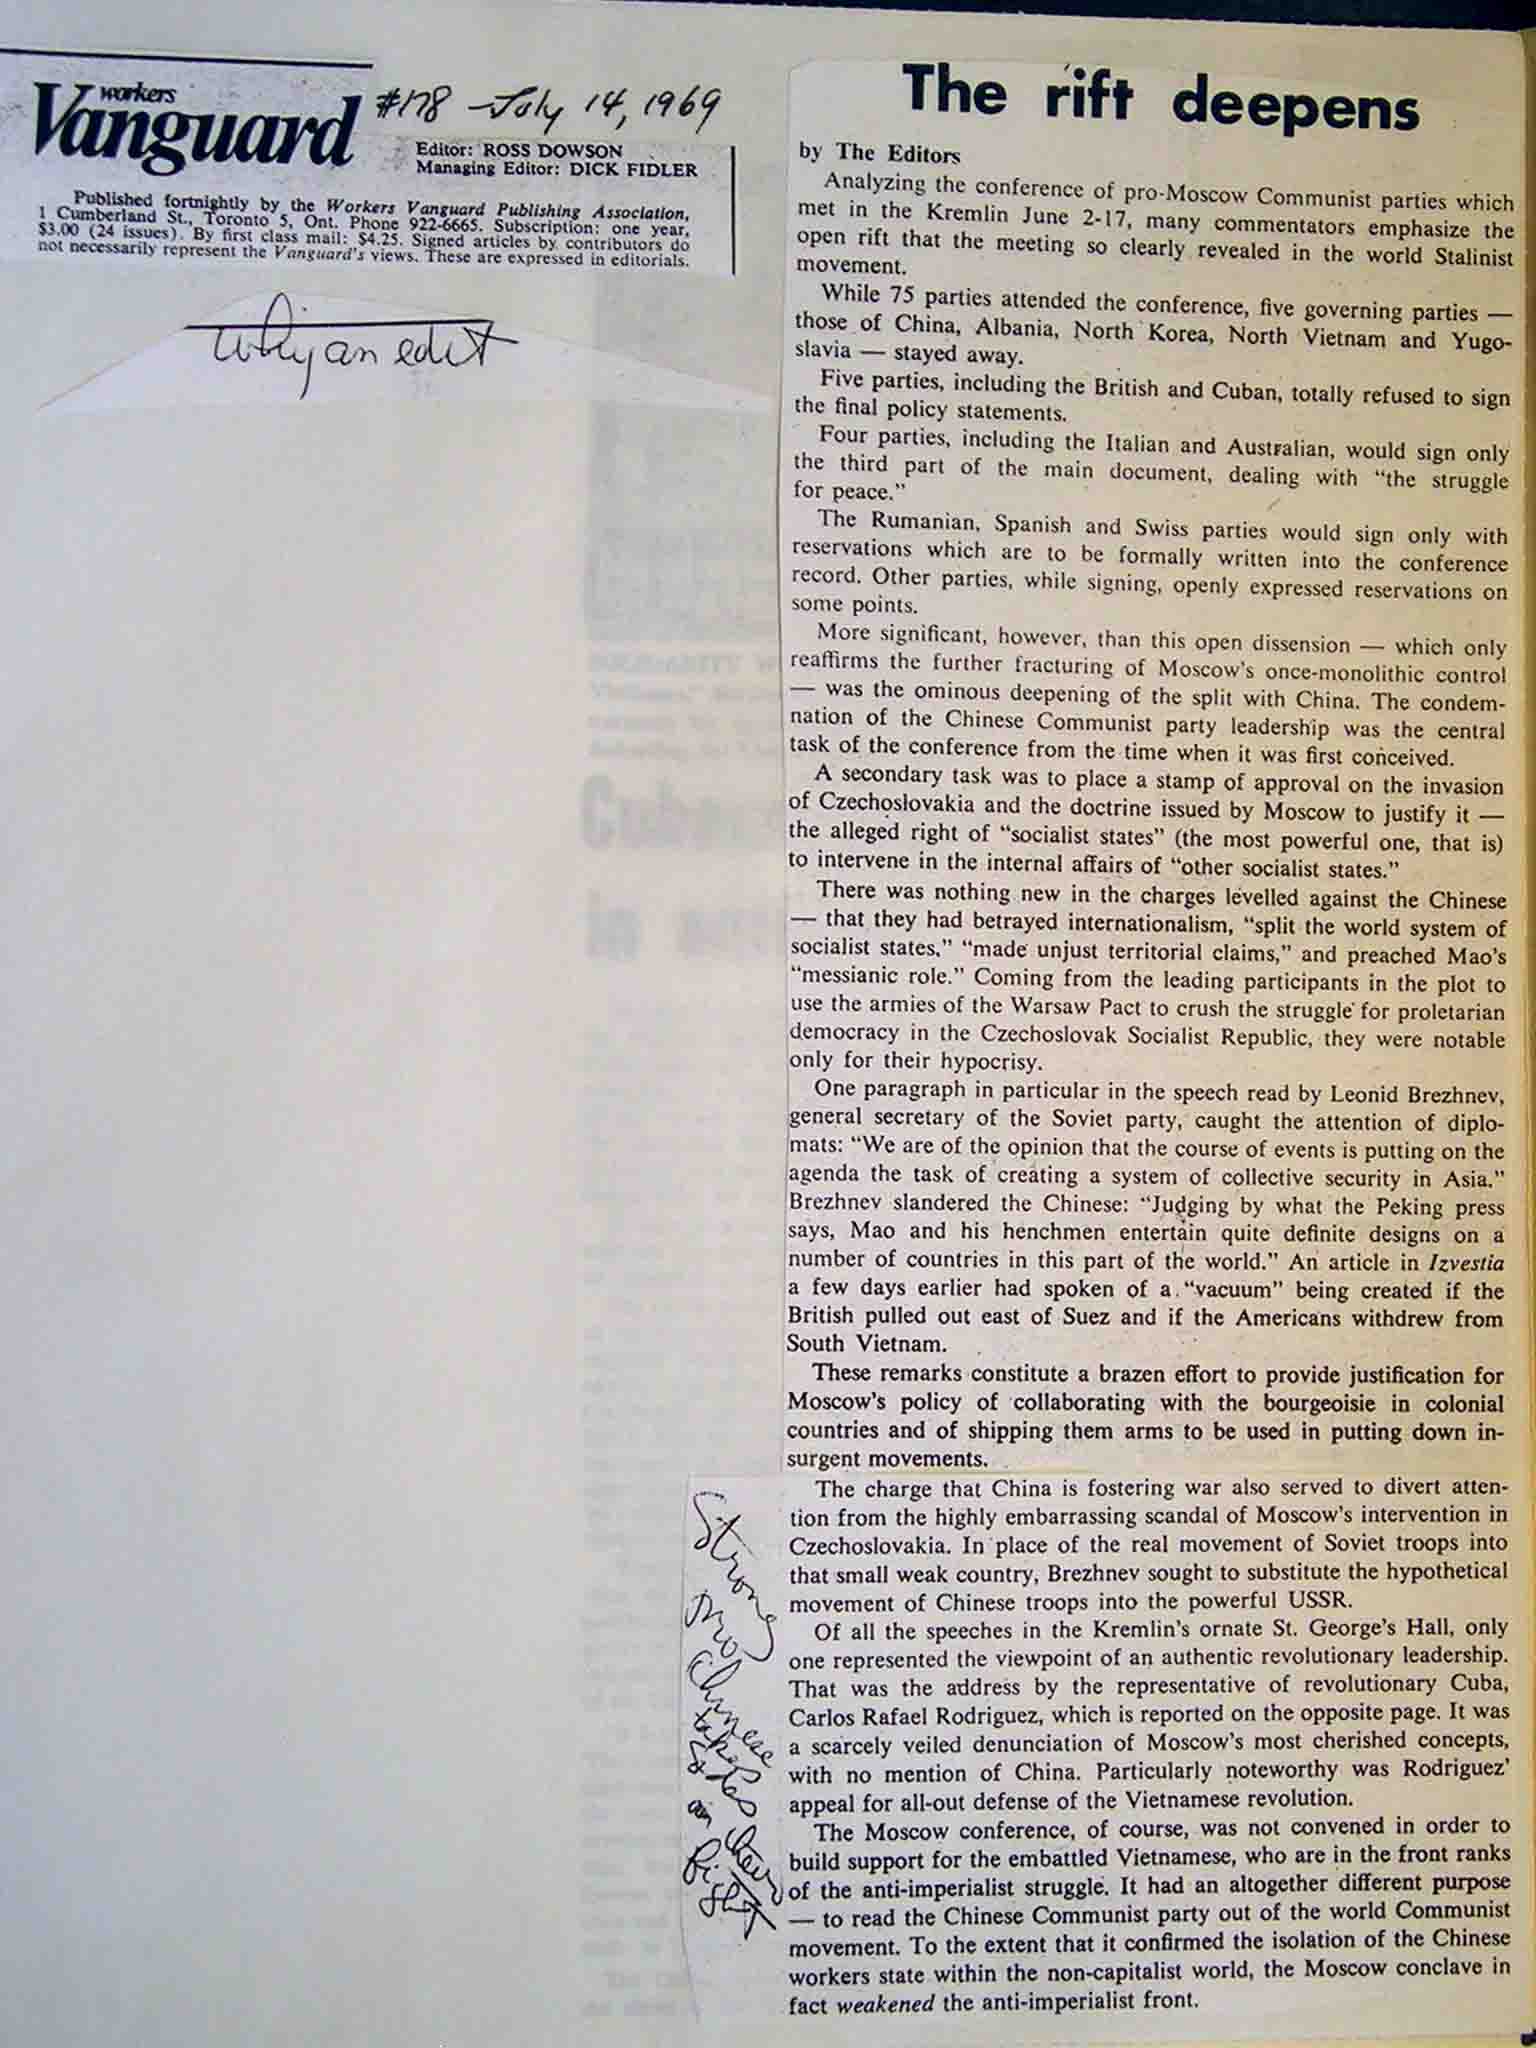 workers
Vanguard
#178 - July 14, 1969
Editor: ROSS DOWSON
Managing Editor: DICK FIDLER
Published fortnightly by the Workers Vanguard Publishing Association,
1 Cumberland St., Toronto 5, Ont. Phone 922-6665. Subscription: one year,
$3.00 (24 issues). By first class mail: $4.25. Signed articles by contributors do
not necessarily represent the Vanguard's views. These are expressed in editorials.
Why an edit
The rift deepens
by The Editors
Analyzing the conference of pro-Moscow Communist parties which
met in the Kremlin June 2-17, many commentators emphasize the
open rift that the meeting so clearly revealed in the world Stalinist
movement.
While 75 parties attended the conference, five governing parties —
those of China, Albania, North Korea, North Vietnam and Yugo-
slavia — stayed away.
Five parties, including the British and Cuban, totally refused to sign
the final policy statements.
Four parties, including the Italian and Australian, would sign only
the third part of the main document, dealing with “the struggle
for peace.”
The Rumanian, Spanish and Swiss parties would sign only with
reservations which are to be formally written into the conference
record. Other parties, while signing, openly expressed reservations on
some points.
More significant, however, than this open dissension — which only
reaffirms the further fracturing of Moscow's once-monolithic control
— was the ominous deepening of the split with China. The condem-
nation of the Chinese Communist party leadership was the central
task of the conference from the time when it was first conceived.
A secondary task was to place a stamp of approval on the invasion
of Czechoslovakia and the doctrine issued by Moscow to justify it —
the alleged right of “socialist states” (the most powerful one, that is)
to intervene in the internal affairs of “other socialist states.”
There was nothing new in the charges levelled against the Chinese
— that they had betrayed internationalism, “split the world system of
socialist states,” “made unjust territorial claims,” and preached Mao's
“messianic role.” Coming from the leading participants in the plot to
use the armies of the Warsaw Pact to crush the struggle for proletarian
democracy in the Czechoslovak Socialist Republic, they were notable
only for their hypocrisy.
One paragraph in particular in the speech read by Leonid Brezhnev,
general secretary of the Soviet party, caught the attention of diplo-
mats: “We are of the opinion that the course of events is putting on the
agenda the task of creating a system of collective security in Asia.”
Brezhnev slandered the Chinese: “Judging by what the Peking press
says, Mao and his henchmen entertain quite definite designs on a
number of countries in this part of the world.” An article in Izvestia
a few days earlier had spoken of a “vacuum” being created if the
British pulled out east of Suez and if the Americans withdrew from
South Vietnam.
These remarks constitute a brazen effort to provide justification for
Moscow's policy of collaborating with the bourgeoisie in colonial
countries and of shipping them arms to be used in putting down in-
surgent movements.
The charge that China is fostering war also served to divert atten-
tion from the highly embarrassing scandal of Moscow's intervention in
Czechoslovakia. In place of the real movement of Soviet troops into
that small weak country, Brezhnev sought to substitute the hypothetical
movement of Chinese troops into the powerful USSR.
Of all the speeches in the Kremlin's ornate St. George's Hall, only
one represented the viewpoint of an authentic revolutionary leadership.
That was the address by the representative of revolutionary Cuba,
Carlos Rafael Rodriguez, which is reported on the opposite page. It was
a scarcely veiled denunciation of Moscow's most cherished concepts,
with no mention of China. Particularly noteworthy was Rodriguez'
appeal for all-out defense of the Vietnamese revolution.
The Moscow conference, of course, was not convened in order to
build support for the embattled Vietnamese, who are in the front ranks
of the anti-imperialist struggle. It had an altogether different purpose
— to read the Chinese Communist party out of the world Communist
movement. To the extent that it confirmed the isolation of the Chinese
workers state within the non-capitalist world, the Moscow conclave in
fact weakened the anti-imperialist front.
Strong
pro
Chinese
takes
sides
in
their
fight